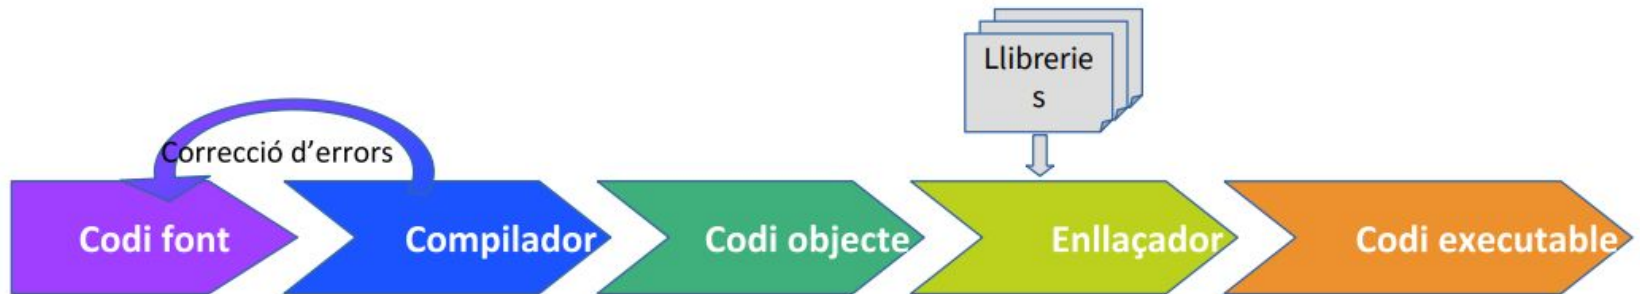 Llibrerie
s
Correcció d'errors
Codi font
Compilador
Codi objecte
Enllaçador
Codi executable